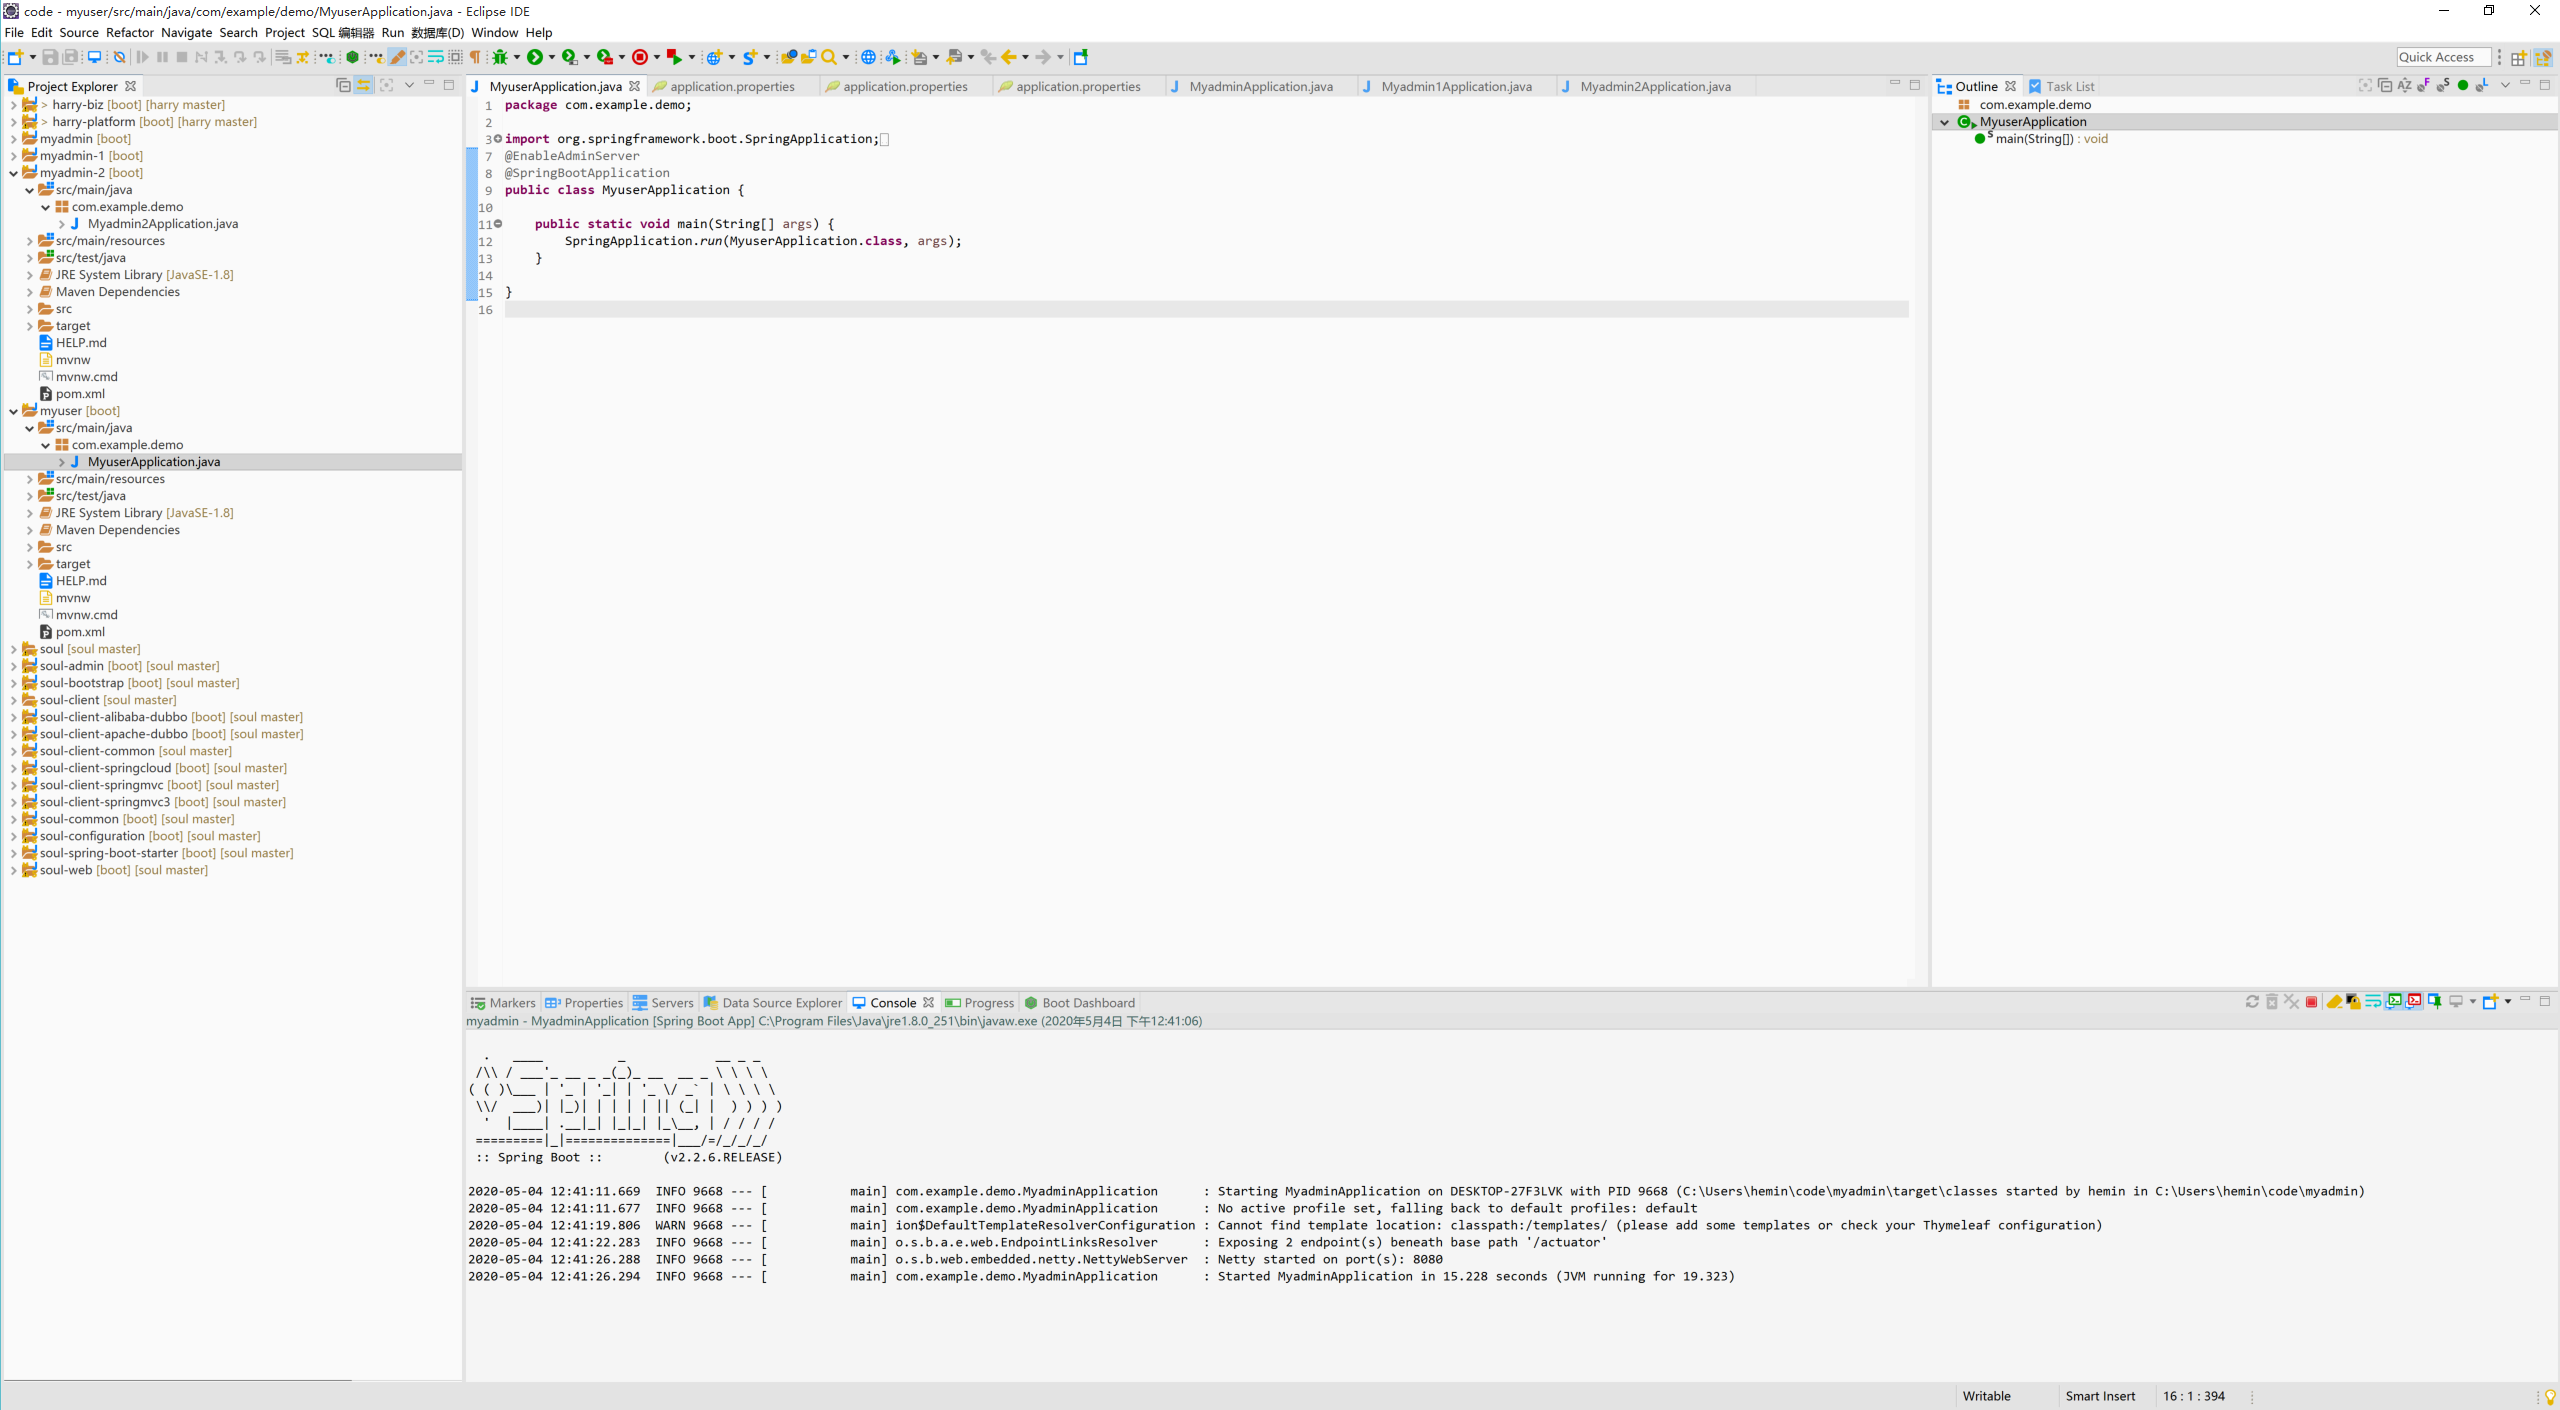 code - myuser/src/main/java/com/example/demo/MyuserApplication.java - Eclipse IDE
File Edit Source Refactor Navigate Search Project SQL 编辑器 Run 数据库(D) Window Help
Quick Access
Project Explorer
> harry-biz [boot] [harry master]
> harry-platform [boot] [harry master]
myadmin [boot]
myadmin-1 [boot]
myadmin-2 [boot]
src/main/java
com.example.demo
Myadmin2Application.java
src/main/resources
src/test/java
JRE System Library [JavaSE-1.8]
Maven Dependencies
src
target
HELP.md
mvnw
mvnw.cmd
pom.xml
myuser [boot]
src/main/java
com.example.demo
MyuserApplication.java
src/main/resources
src/test/java
JRE System Library [JavaSE-1.8]
Maven Dependencies
src
target
HELP.md
mvnw
mvnw.cmd
pom.xml
soul [soul master]
soul-admin [boot] [soul master]
soul-bootstrap [boot] [soul master]
soul-client [soul master]
soul-client-alibaba-dubbo [boot] [soul master]
soul-client-apache-dubbo [boot] [soul master]
soul-client-common [soul master]
soul-client-springcloud [boot] [soul master]
soul-client-springmvc [boot] [soul master]
soul-client-springmvc3 [boot] [soul master]
soul-common [boot] [soul master]
soul-configuration [boot] [soul master]
soul-spring-boot-starter [boot] [soul master]
soul-web [boot] [soul master]
MyuserApplication.java application.properties application.properties application.properties MyadminApplication.java Myadmin1Application.java Myadmin2Application.java
1 package com.example.demo;
2
3 import org.springframework.boot.SpringApplication;
7 @EnableAdminServer
8 @SpringBootApplication
9 public class MyuserApplication {
10
11 public static void main(String[] args) {
12 SpringApplication.run(MyuserApplication.class, args);
13 }
14
15 }
16
Outline Task List
com.example.demo
MyuserApplication
main(String[]) : void
Markers Properties Servers Data Source Explorer Console Progress Boot Dashboard
myadmin - MyadminApplication [Spring Boot App] C:\Program Files\Java\jre1.8.0_251\bin\javaw.exe (2020年5月4日 下午12:41:06)
  .   ____          _            __ _ _
 /\\ / ___'_ __ _ _(_)_ __  __ _ \ \ \ \
( ( )\___ | '_ | '_| | '_ \/ _` | \ \ \ \
 \\/  ___)| |_)| | | | | || (_| |  ) ) ) )
  '  |____| .__|_| |_|_| |_\__, | / / / /
 =========|_|==============|___/=/_/_/_/
:: Spring Boot :: (v2.2.6.RELEASE)
2020-05-04 12:41:11.669 INFO 9668 --- [ main] com.example.demo.MyadminApplication : Starting MyadminApplication on DESKTOP-27F3LVK with PID 9668 (C:\Users\hemin\code\myadmin\target\classes started by hemin in C:\Users\hemin\code\myadmin)
2020-05-04 12:41:11.677 INFO 9668 --- [ main] com.example.demo.MyadminApplication : No active profile set, falling back to default profiles: default
2020-05-04 12:41:19.806 WARN 9668 --- [ main] ion$DefaultTemplateResolverConfiguration : Cannot find template location: classpath:/templates/ (please add some templates or check your Thymeleaf configuration)
2020-05-04 12:41:22.283 INFO 9668 --- [ main] o.s.b.a.e.web.EndpointLinksResolver : Exposing 2 endpoint(s) beneath base path '/actuator'
2020-05-04 12:41:26.288 INFO 9668 --- [ main] o.s.b.web.embedded.netty.NettyWebServer : Netty started on port(s): 8080
2020-05-04 12:41:26.294 INFO 9668 --- [ main] com.example.demo.MyadminApplication : Started MyadminApplication in 15.228 seconds (JVM running for 19.323)
Writable Smart Insert 16 : 1 : 394